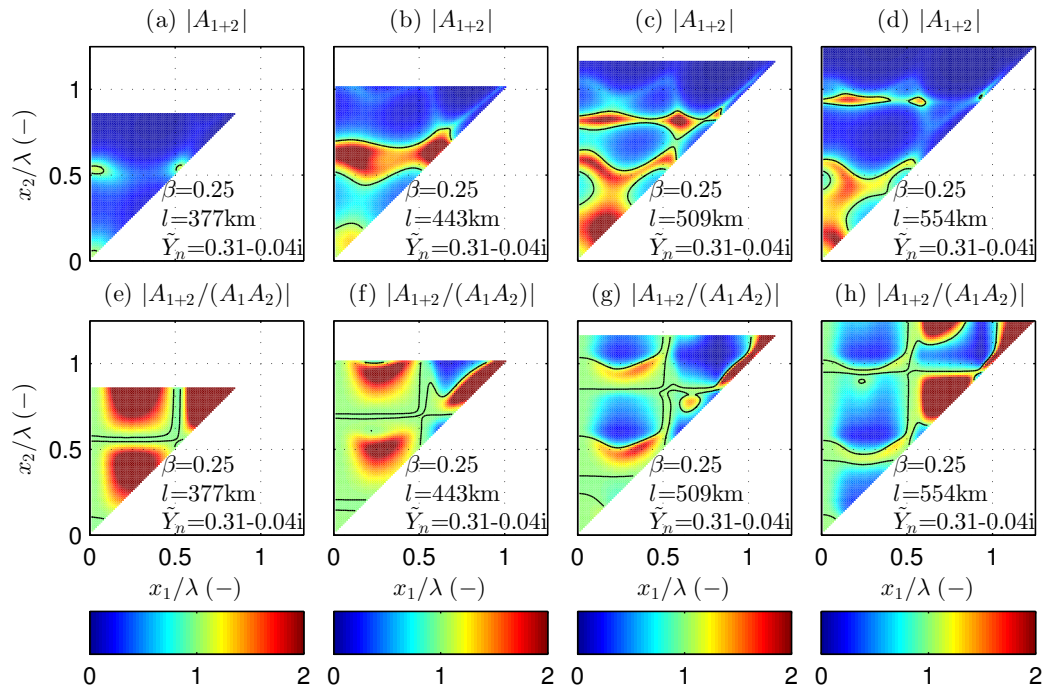 (a) |A₁₊₂| (b) |A₁₊₂| (c) |A₁₊₂| (d) |A₁₊₂|
x₂/λ (−)
1
0.5
0
β=0.25
l=377km
Ỹₙ=0.31-0.04i
β=0.25
l=443km
Ỹₙ=0.31-0.04i
β=0.25
l=509km
Ỹₙ=0.31-0.04i
β=0.25
l=554km
Ỹₙ=0.31-0.04i
(e) |A₁₊₂/(A₁A₂)| (f) |A₁₊₂/(A₁A₂)| (g) |A₁₊₂/(A₁A₂)| (h) |A₁₊₂/(A₁A₂)|
x₂/λ (−)
1
0.5
0
β=0.25
l=377km
Ỹₙ=0.31-0.04i
β=0.25
l=443km
Ỹₙ=0.31-0.04i
β=0.25
l=509km
Ỹₙ=0.31-0.04i
β=0.25
l=554km
Ỹₙ=0.31-0.04i
0 0.5 1 0 0.5 1 0 0.5 1 0 0.5 1
x₁/λ (−) x₁/λ (−) x₁/λ (−) x₁/λ (−)
0 1 2 0 1 2 0 1 2 0 1 2